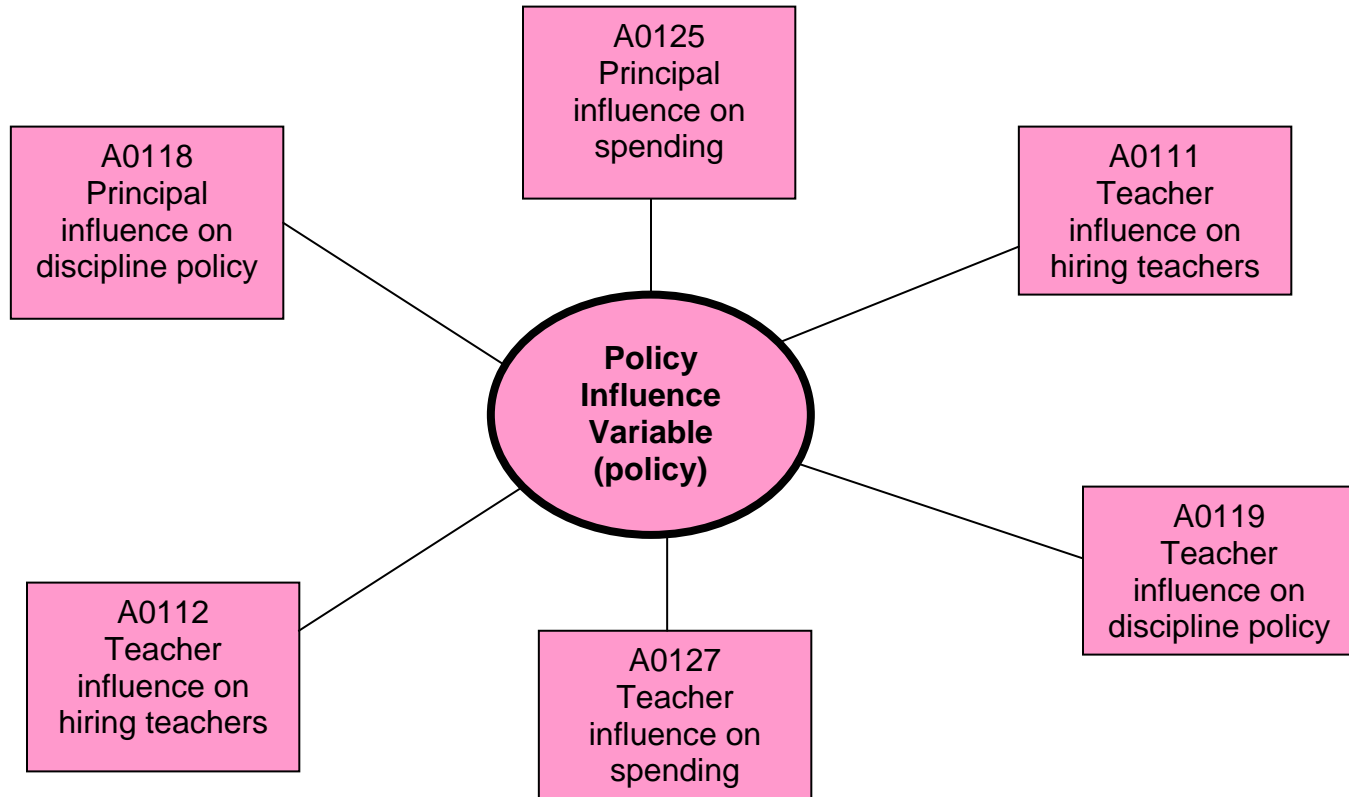 A0125
Principal
influence on
spending
A0118
Principal
influence on
discipline policy
A0111
Teacher
influence on
hiring teachers
Policy
Influence
Variable
(policy)
A0119
Teacher
influence on
discipline policy
A0112
Teacher
influence on
hiring teachers
A0127
Teacher
influence on
spending